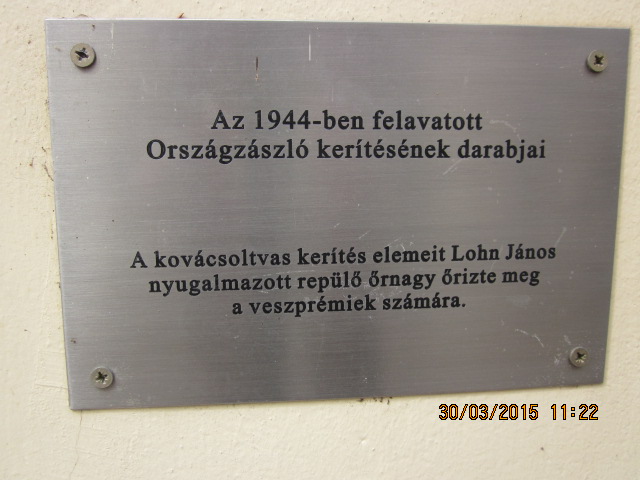 Az 1944-ben felavatott
Országzászló kerítésének darabjai
A kovácsoltvas kerítés elemeit Lohn János
nyugalmazott repülő őrnagy őrizte meg
a veszprémiek számára.
30/03/2015 11:22